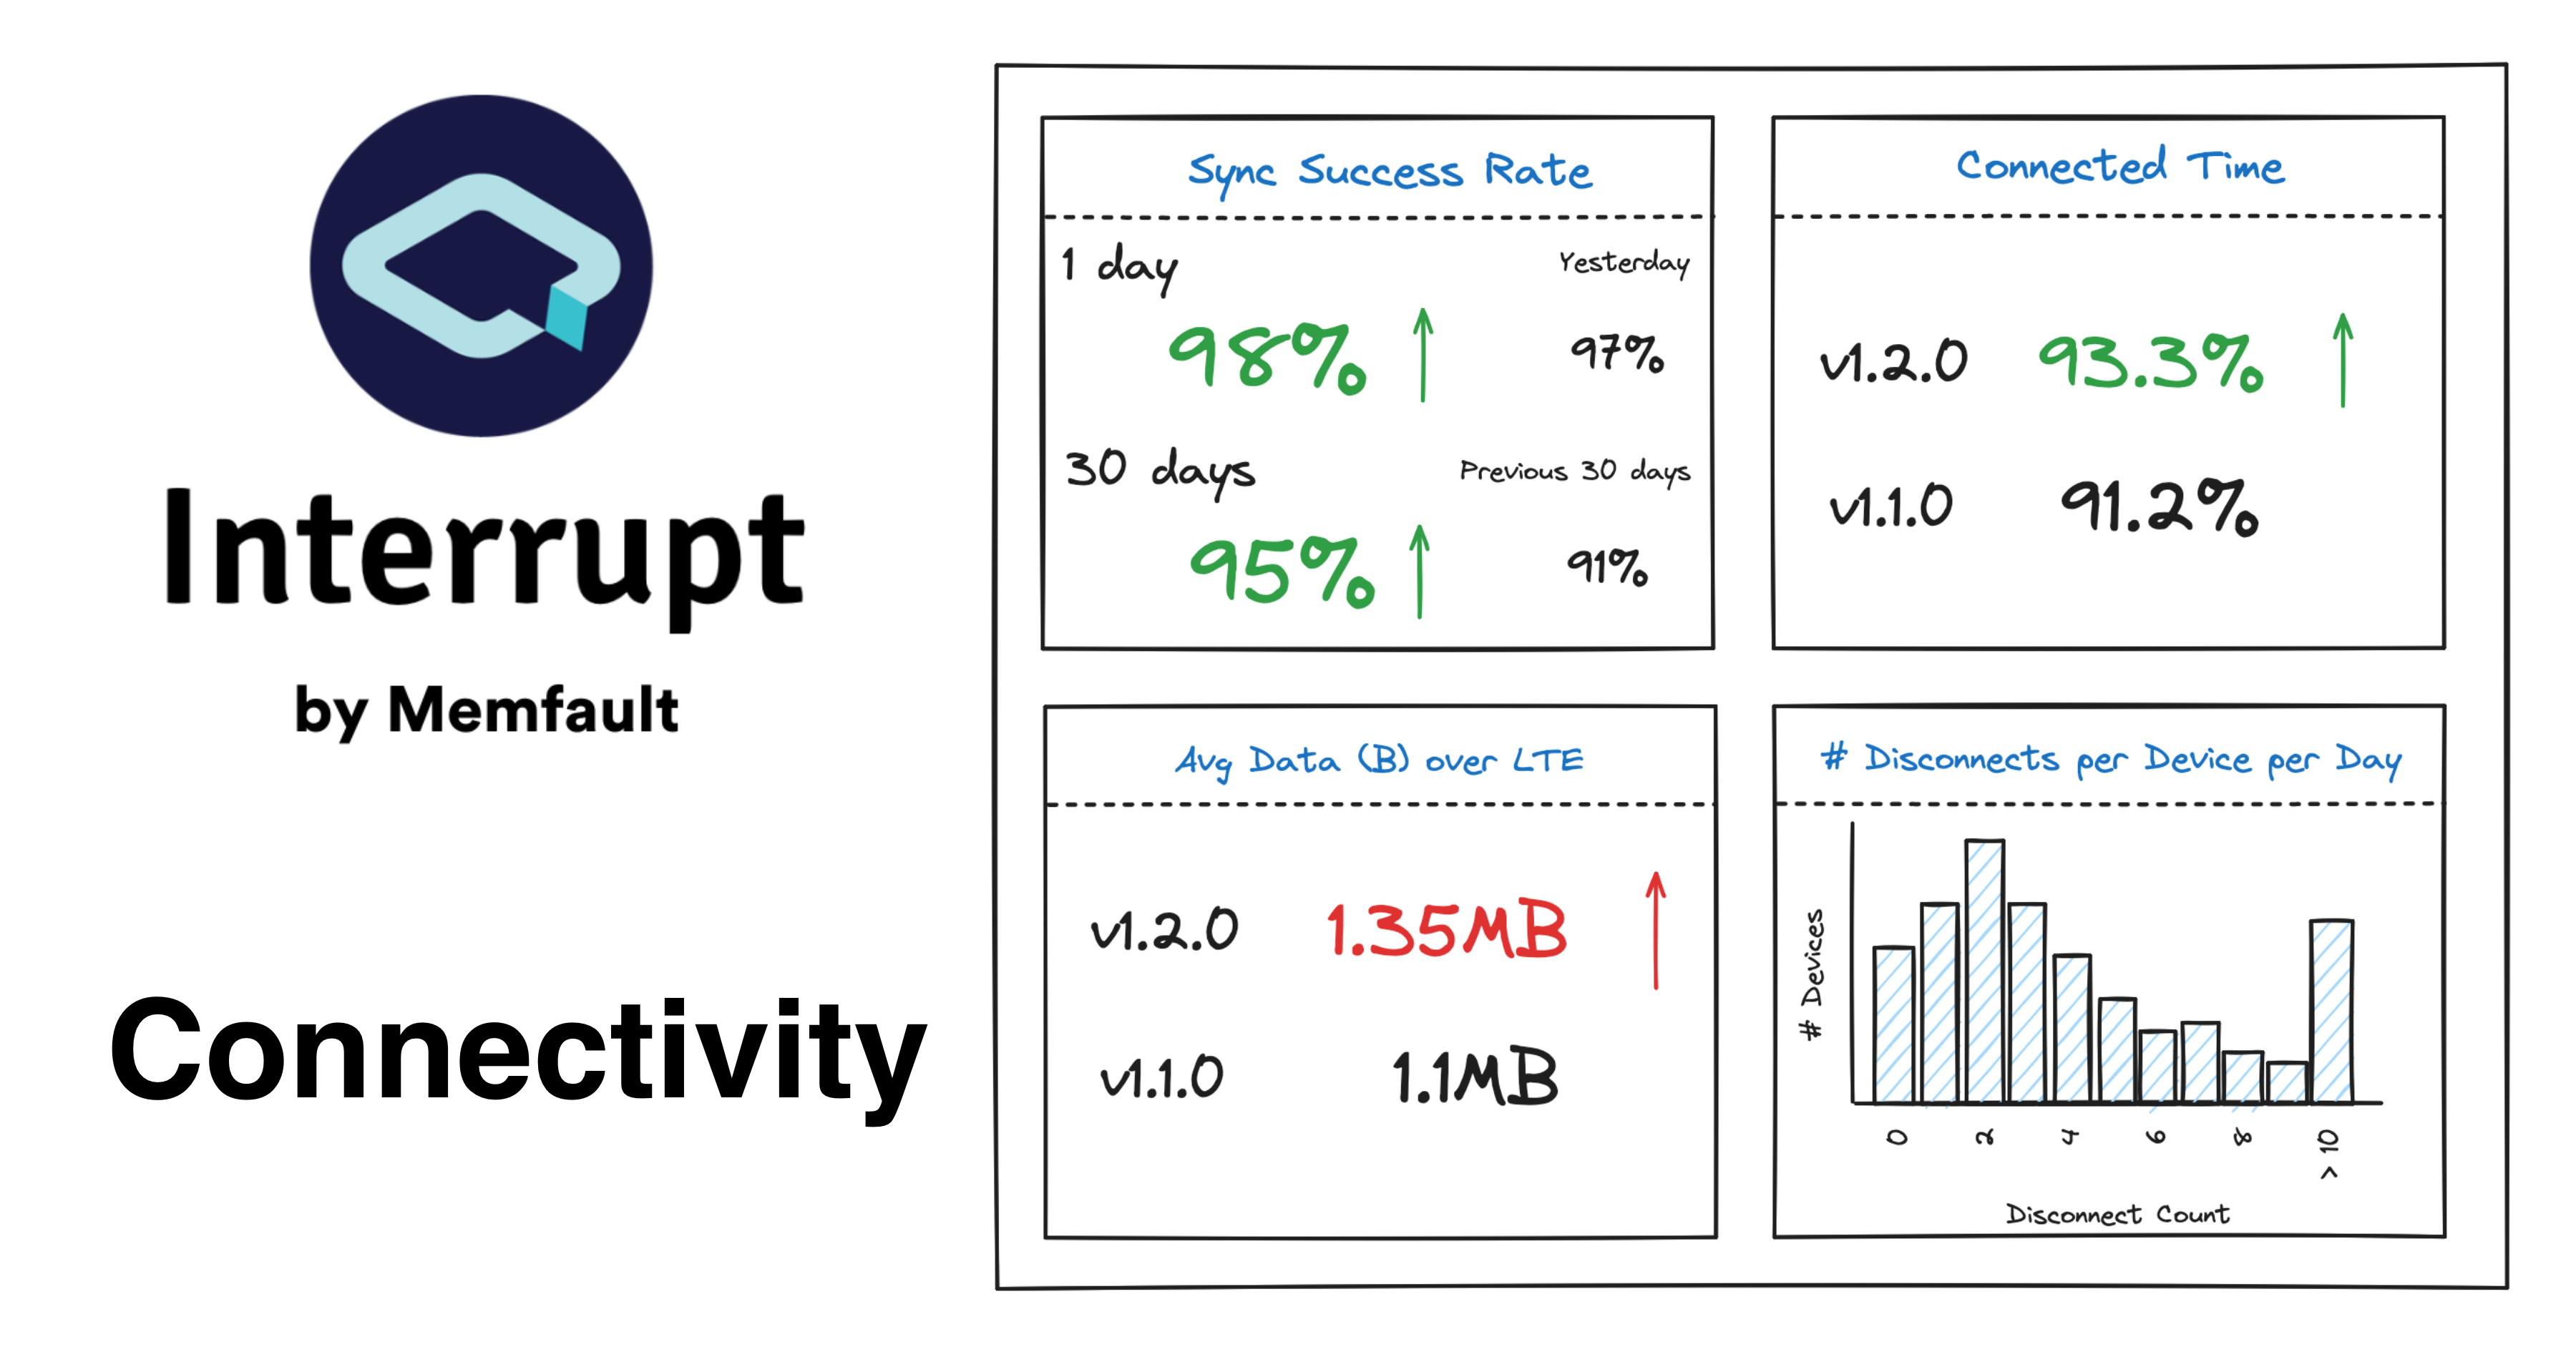 Interrupt
by Memfault
Connectivity
Sync Success Rate
1 day Yesterday
98% ↑ 97%
30 days Previous 30 days
95% ↑ 91%
Connected Time
v1.2.0 93.3% ↑
v1.1.0 91.2%
Avg Data (B) over LTE
v1.2.0 1.35MB ↑
v1.1.0 1.1MB
# Disconnects per Device per Day
# Devices
0 2 4 6 8 > 10
Disconnect Count